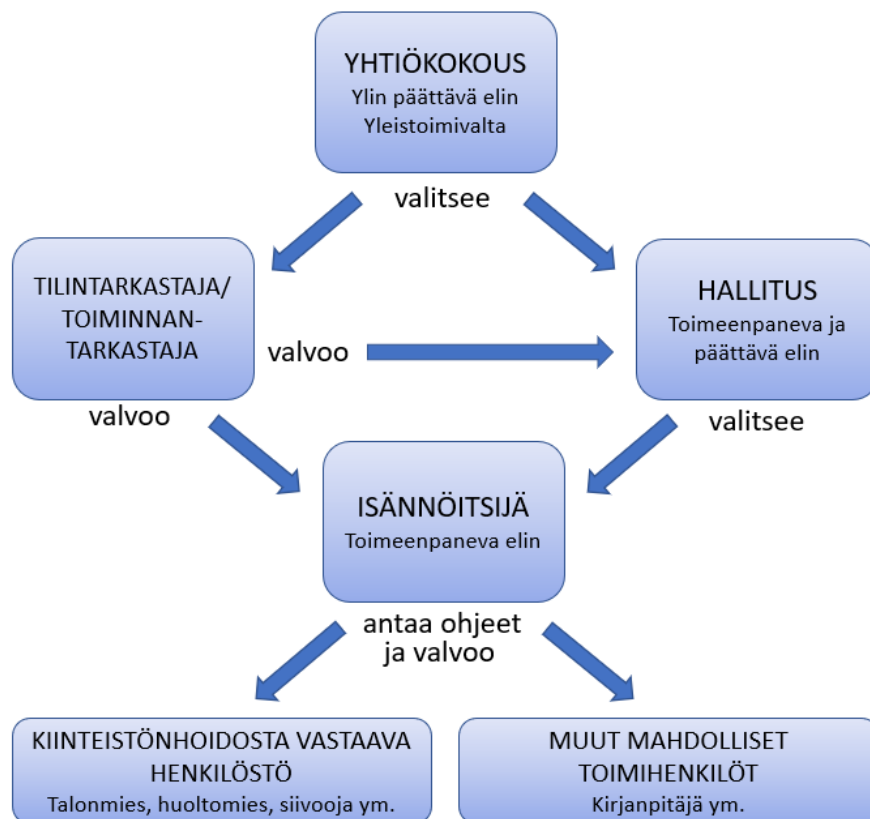 YHTIÖKOKOUS
Ylin päättävä elin
Yleistoimivalta
valitsee
TILINTARKASTAJA/
TOIMINNAN-
TARKASTAJA
valvoo
HALLITUS
Toimeenpaneva ja
päättävä elin
valvoo
valitsee
ISÄNNÖITSIJÄ
Toimeenpaneva elin
antaa ohjeet
ja valvoo
KIINTEISTÖNHOIDOSTA VASTAAVA
HENKILÖSTÖ
Talonmies, huoltomies, siivooja ym.
MUUT MAHDOLLISET
TOIMIHENKILÖT
Kirjanpitäjä ym.